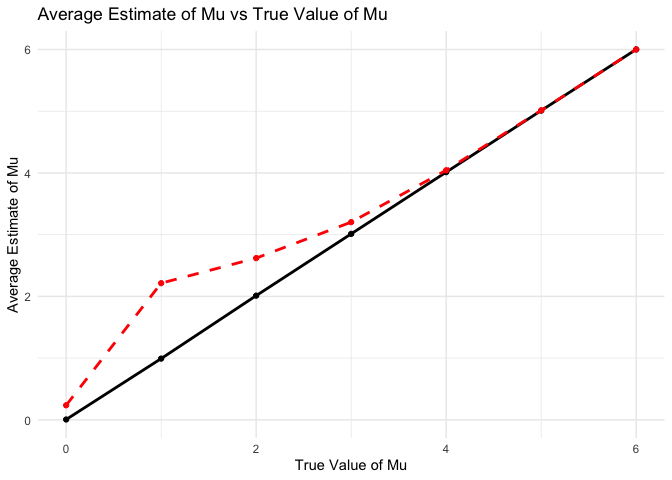 Average Estimate of Mu vs True Value of Mu
6
4
2
0
Average Estimate of Mu
0 2 4 6
True Value of Mu